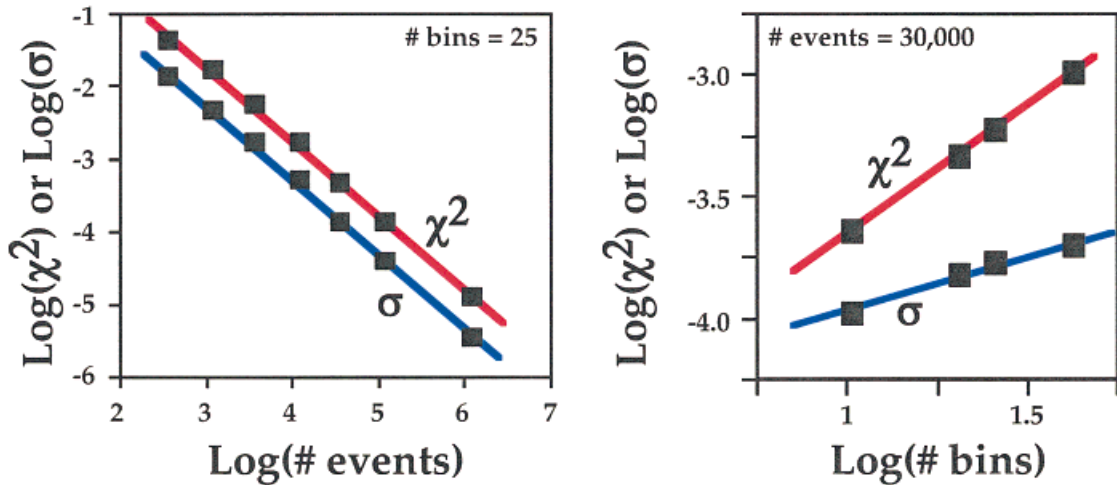 Log(χ²) or Log(σ)
-1
-2
-3
-4
-5
-6
# bins = 25
χ²
σ
2 3 4 5 6 7
Log(# events)
Log(χ²) or Log(σ)
-3.0
-3.5
-4.0
# events = 30,000
χ²
σ
1 1.5
Log(# bins)